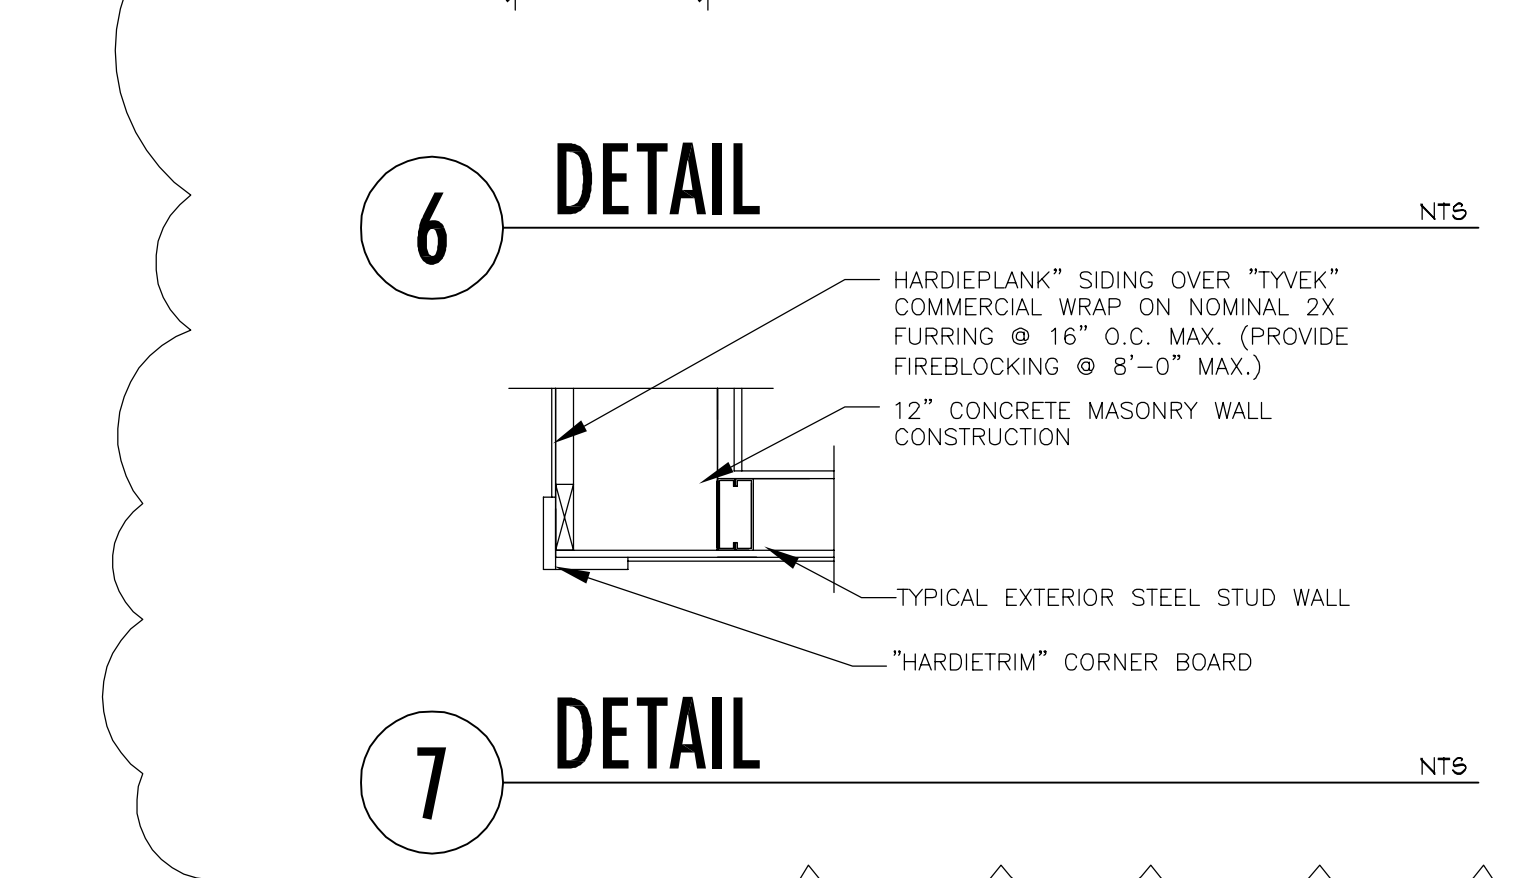 6
DETAIL
NTS
HARDIEPLANK” SIDING OVER ”TYVEK”
COMMERCIAL WRAP ON NOMINAL 2X
FURRING @ 16” O.C. MAX. (PROVIDE
FIREBLOCKING @ 8’-0” MAX.)
12” CONCRETE MASONRY WALL
CONSTRUCTION
TYPICAL EXTERIOR STEEL STUD WALL
”HARDIETRIM” CORNER BOARD
7
DETAIL
NTS